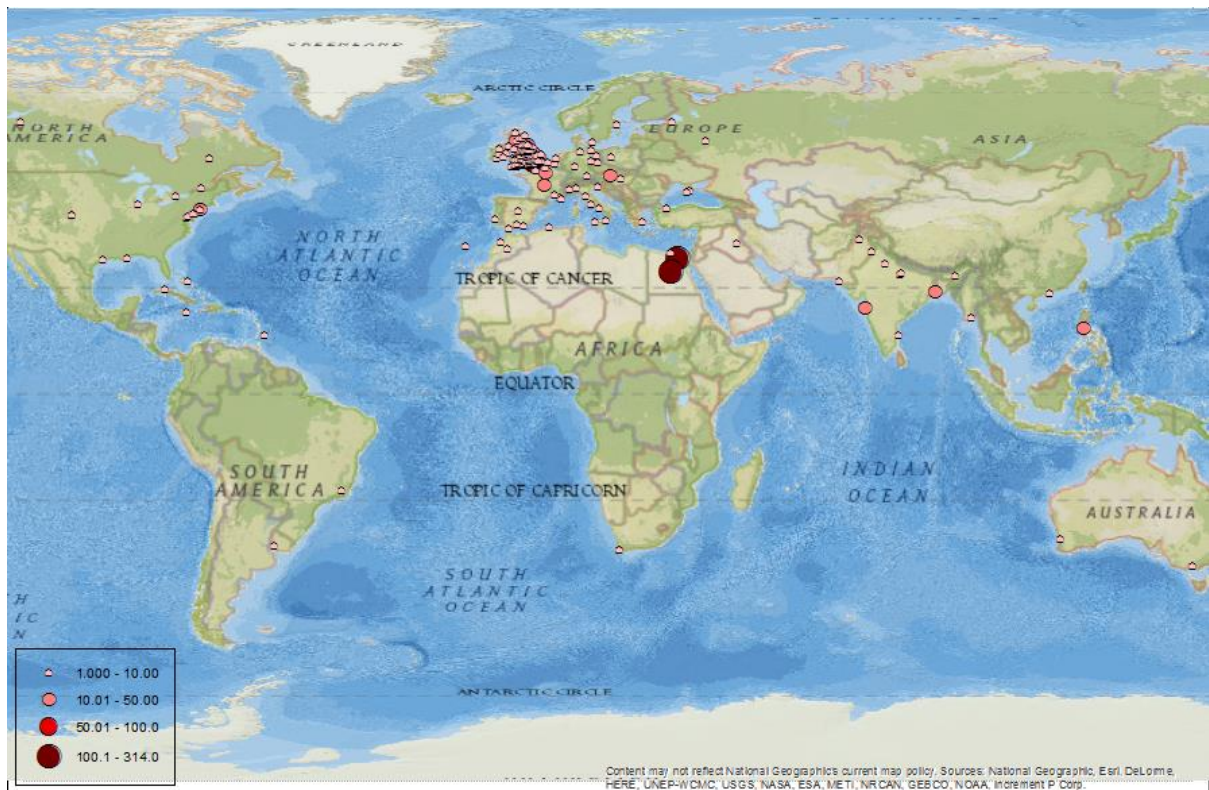 GREENLAND
ARCTIC CIRCLE
NORTH
AMERICA
EUROPE
ASIA
NORTH
ATLANTIC
OCEAN
TROPIC OF CANCER
AFRICA
EQUATOR
SOUTH
AMERICA
TROPIC OF CAPRICORN
INDIAN
OCEAN
AUSTRALIA
SOUTH
ATLANTIC
OCEAN
H
IC
N
ANTARCTIC CIRCLE
1.000 - 10.00
10.01 - 50.00
50.01 - 100.0
100.1 - 314.0
Content may not reflect National Geographic's current map policy. Sources: National Geographic, Esri, DeLorme,
HERE, UNEP-WCMC, USGS, NASA, ESA, METI, NRCAN, GEBCO, NOAA, increment P Corp.